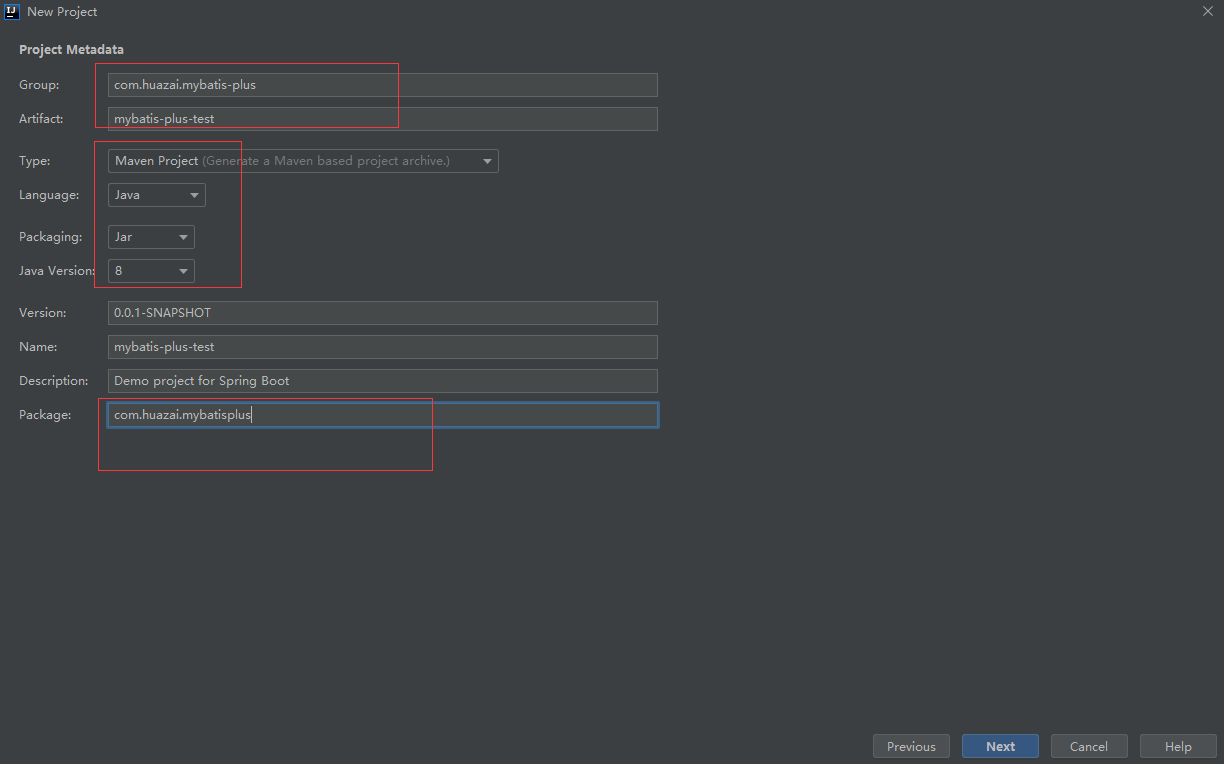 IJ New Project
Project Metadata
Group: com.huazai.mybatis-plus
Artifact: mybatis-plus-test
Type: Maven Project (Generate a Maven based project archive.)
Language: Java
Packaging: Jar
Java Version: 8
Version: 0.0.1-SNAPSHOT
Name: mybatis-plus-test
Description: Demo project for Spring Boot
Package: com.huazai.mybatisplus
Previous Next Cancel Help